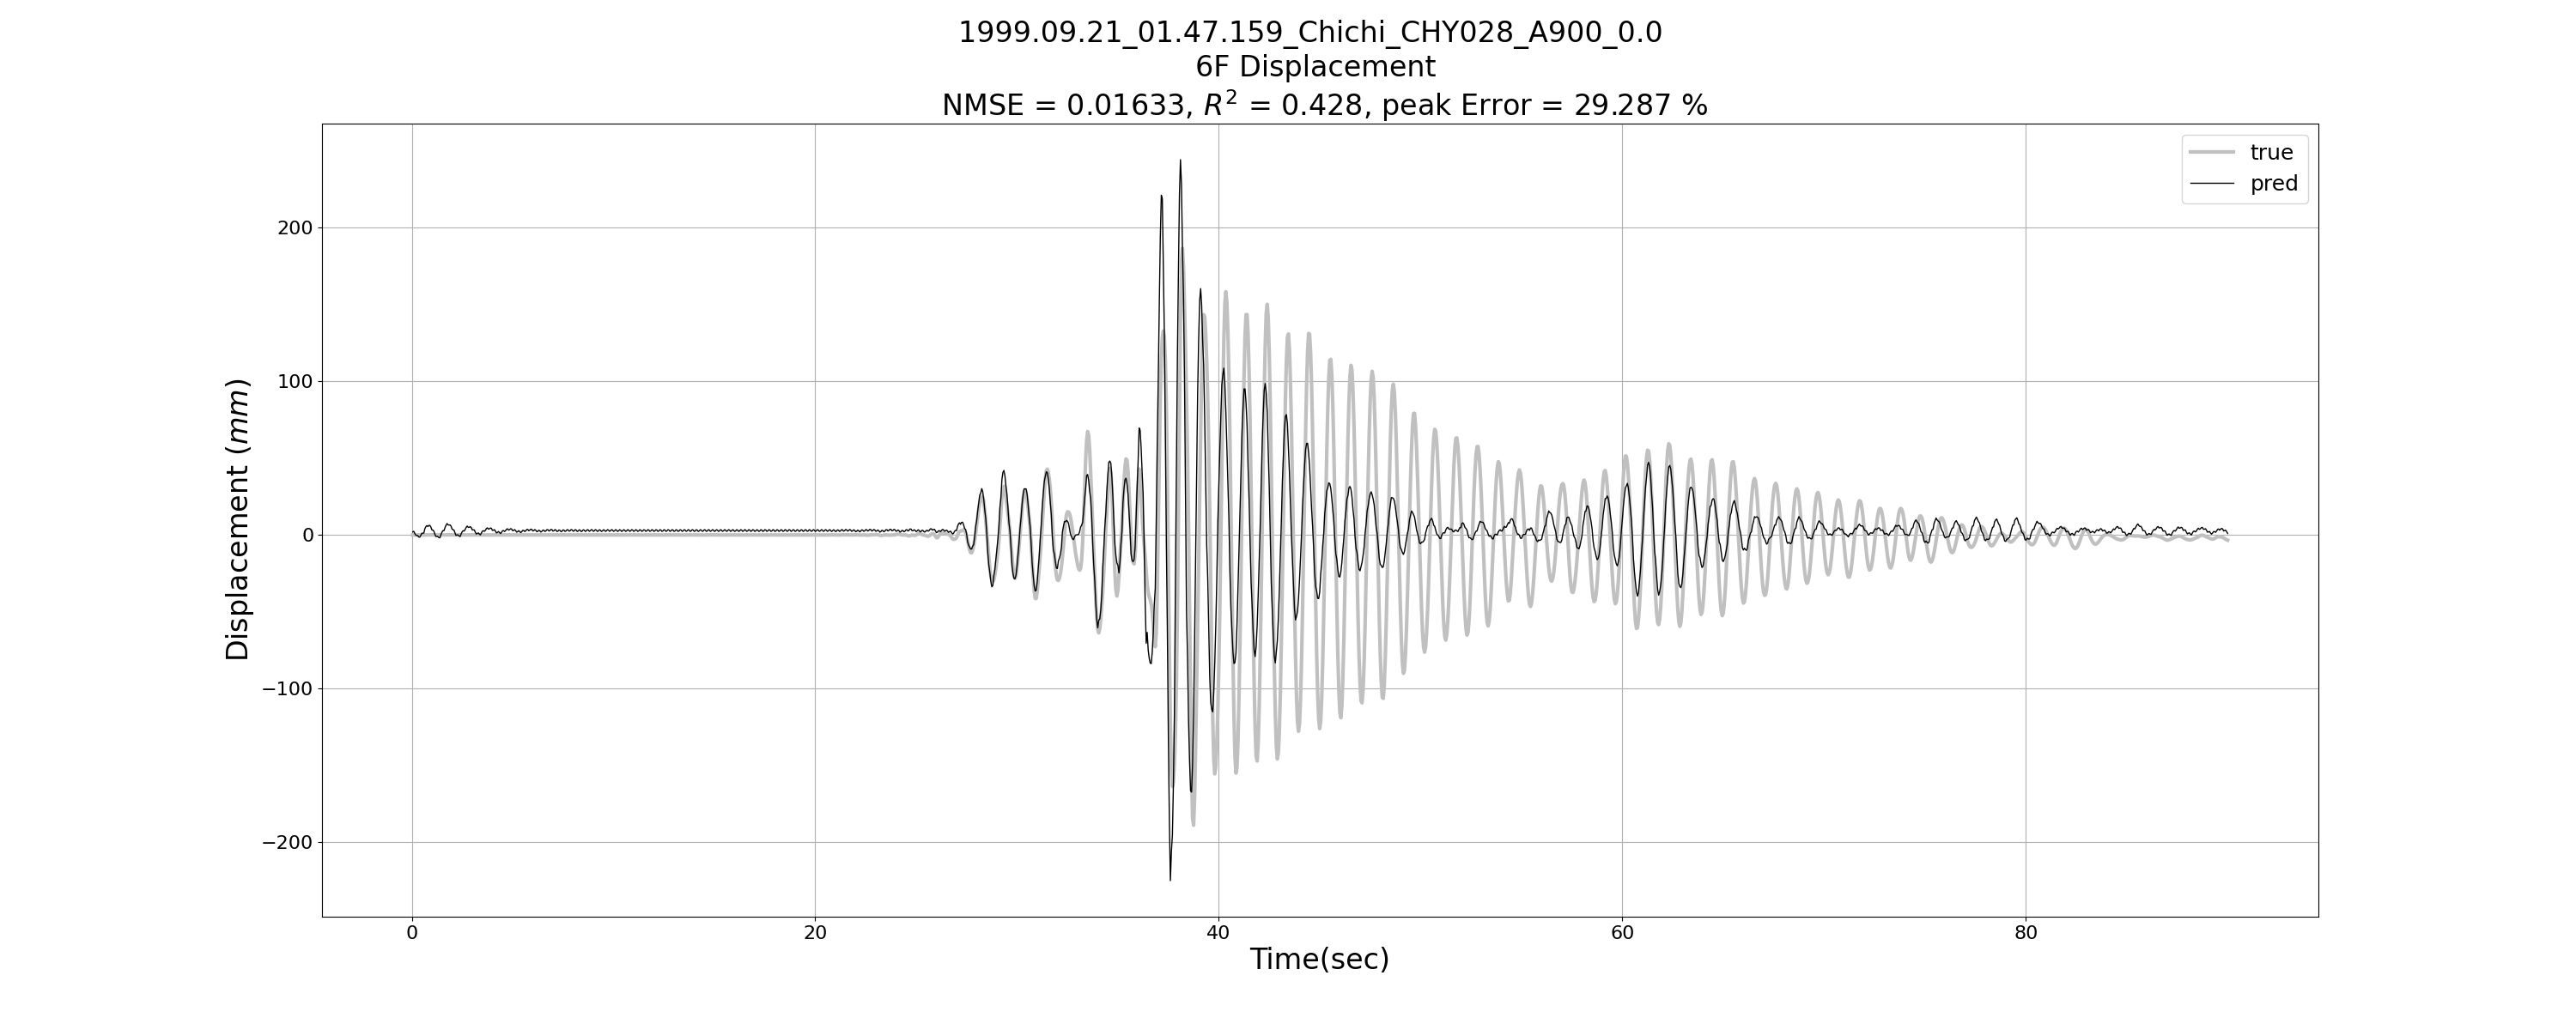 1999.09.21_01.47.159_Chichi_CHY028_A900_0.0
6F Displacement
NMSE = 0.01633, R² = 0.428, peak Error = 29.287 %
true
pred
Displacement (mm)
200
100
0
−100
−200
0
20
40
60
80
Time(sec)